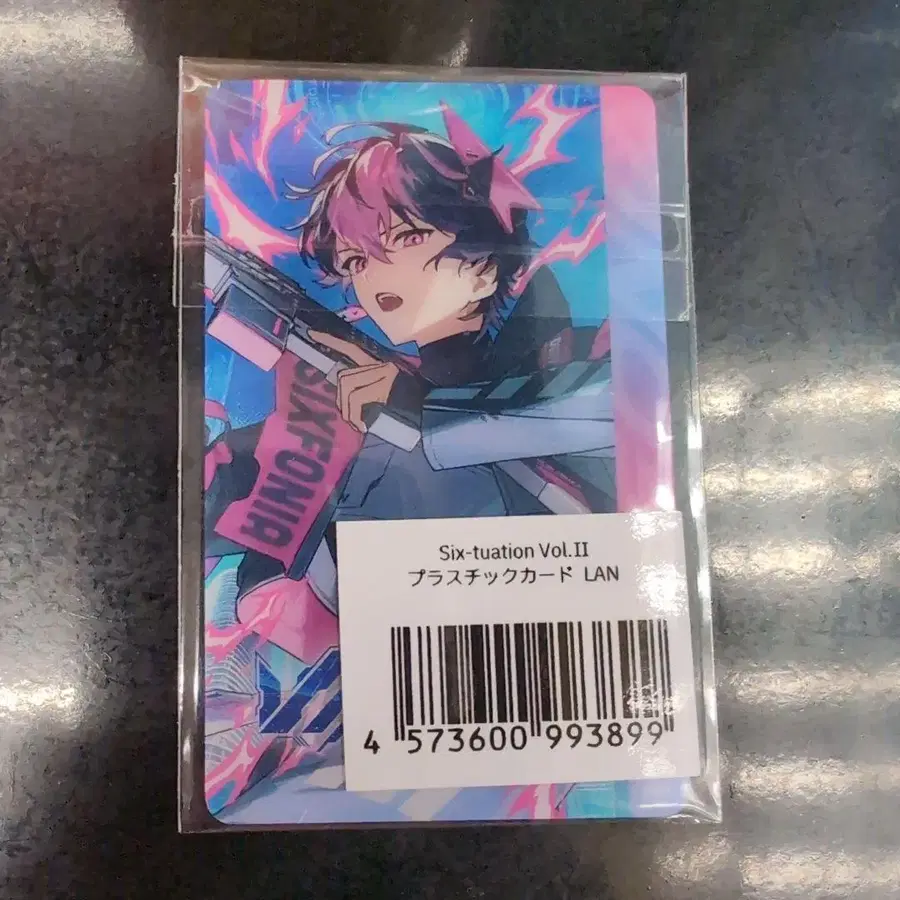 SIXFONIA
Six-tuation Vol.II
プラスチックカード LAN
4 573600 993899